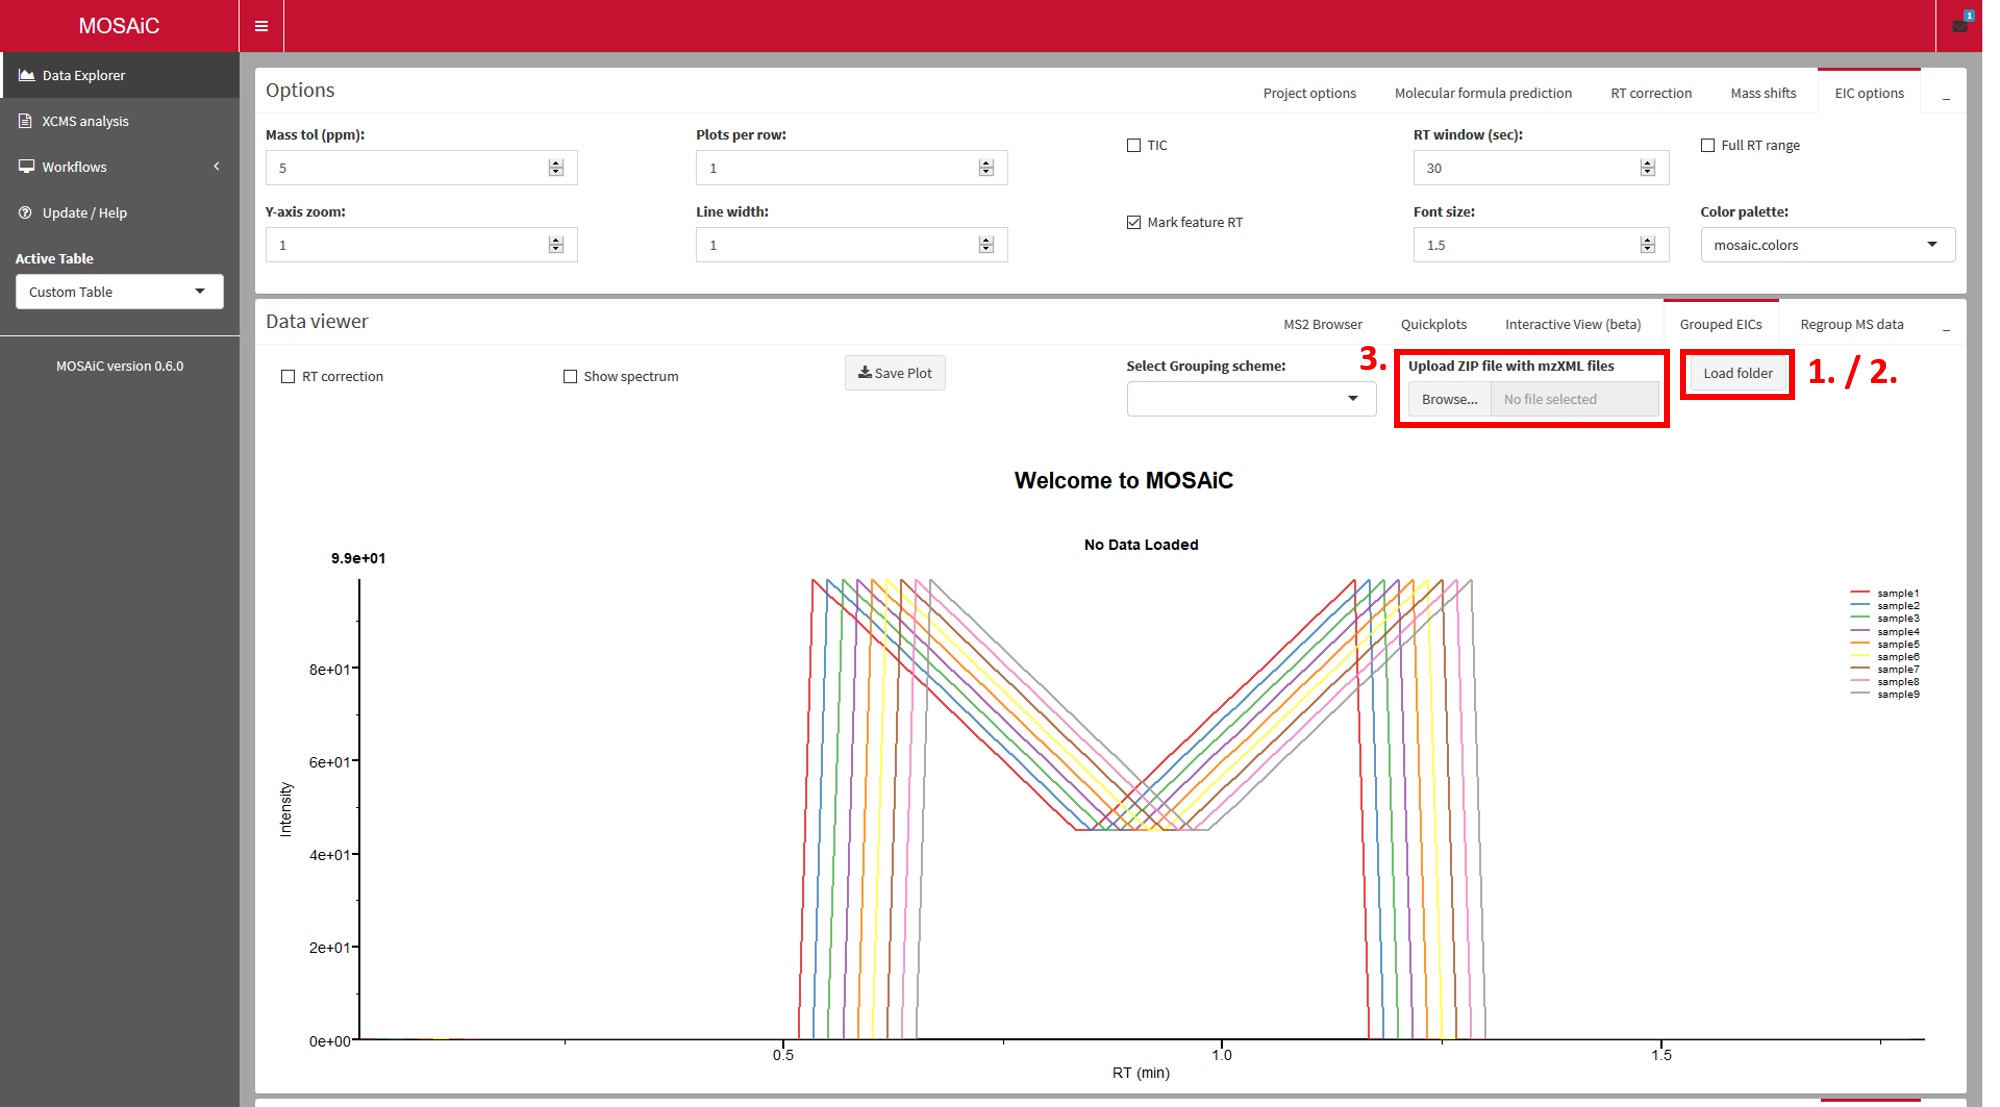 MOSAiC
1
Data Explorer
XCMS analysis
Workflows
Update / Help
Active Table
Custom Table
MOSAiC version 0.6.0
Options
Project options Molecular formula prediction RT correction Mass shifts EIC options
Mass tol (ppm): Plots per row: TIC RT window (sec): Full RT range
5 1 30
Y-axis zoom: Line width: Mark feature RT Font size: Color palette:
1 1 1.5 mosaic.colors
Data viewer
MS2 Browser Quickplots Interactive View (beta) Grouped EICs Regroup MS data
RT correction Show spectrum Save Plot Select Grouping scheme: 3. Upload ZIP file with mzXML files Load folder 1. / 2.
Browse... No file selected
Welcome to MOSAiC
No Data Loaded
9.9e+01
8e+01
6e+01
4e+01
2e+01
0e+00
Intensity
sample1
sample2
sample3
sample4
sample5
sample6
sample7
sample8
sample9
0.5 1.0 1.5
RT (min)